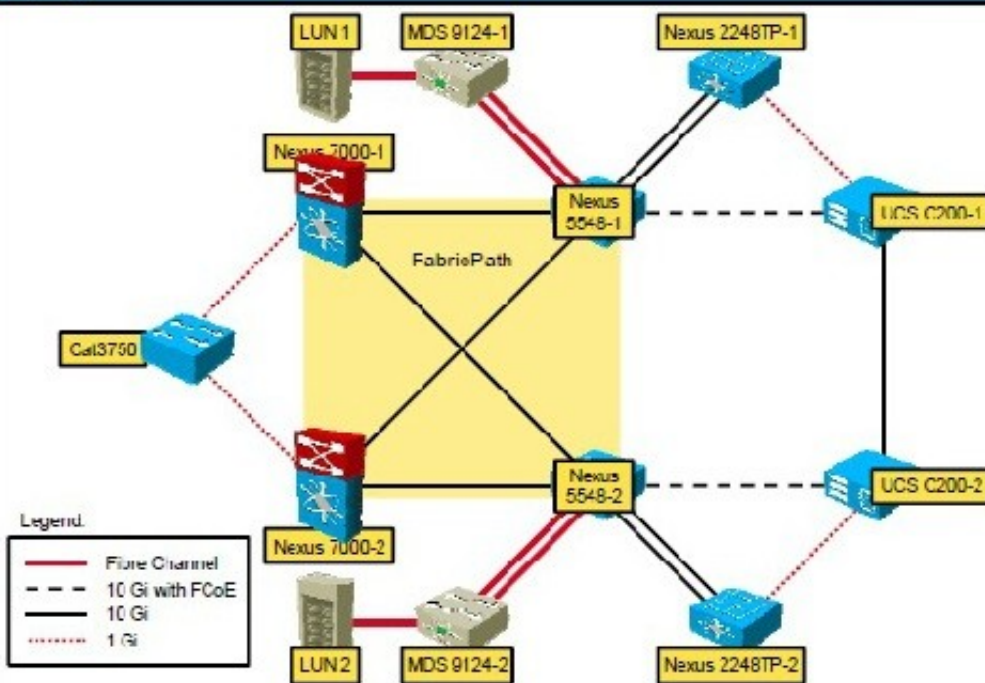 LUN 1
MDS 9124-1
Nexus 2248TP-1
Nexus 7000-1
Nexus
5548-1
UCS C200-1
FabricPath
Cat3750
Nexus
5548-2
UCS C200-2
Legend:
Fibre Channel
10 Gi with FCoE
10 Gi
1 Gi
Nexus 7000-2
LUN 2
MDS 9124-2
Nexus 2248TP-2